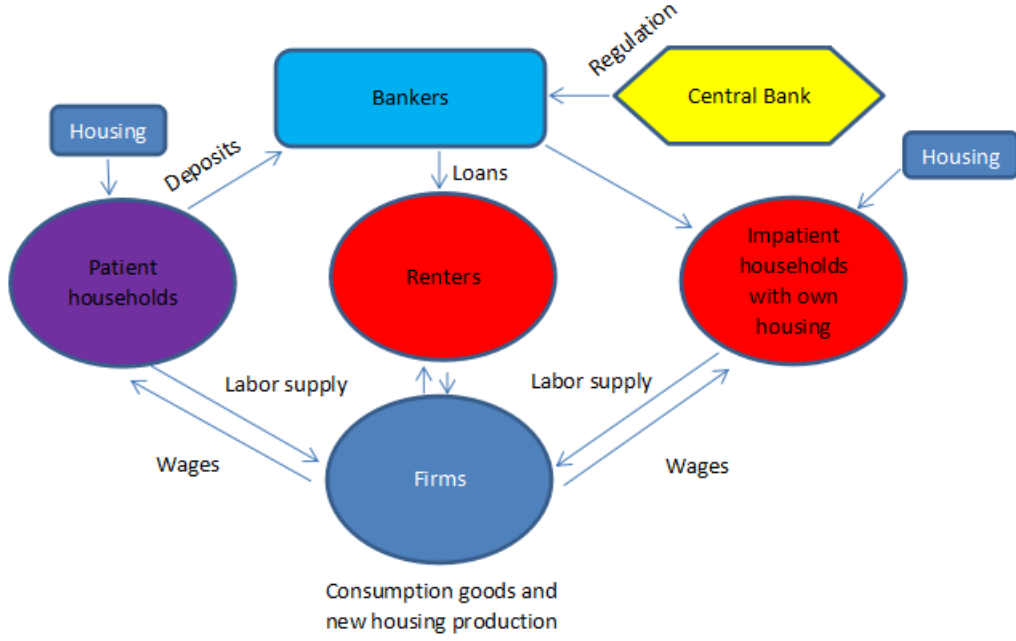 Regulation
Bankers
Central Bank
Housing
Deposits
Housing
Loans
Patient
households
Renters
Impatient
households
with own
housing
Labor supply
Labor supply
Wages
Firms
Wages
Consumption goods and
new housing production